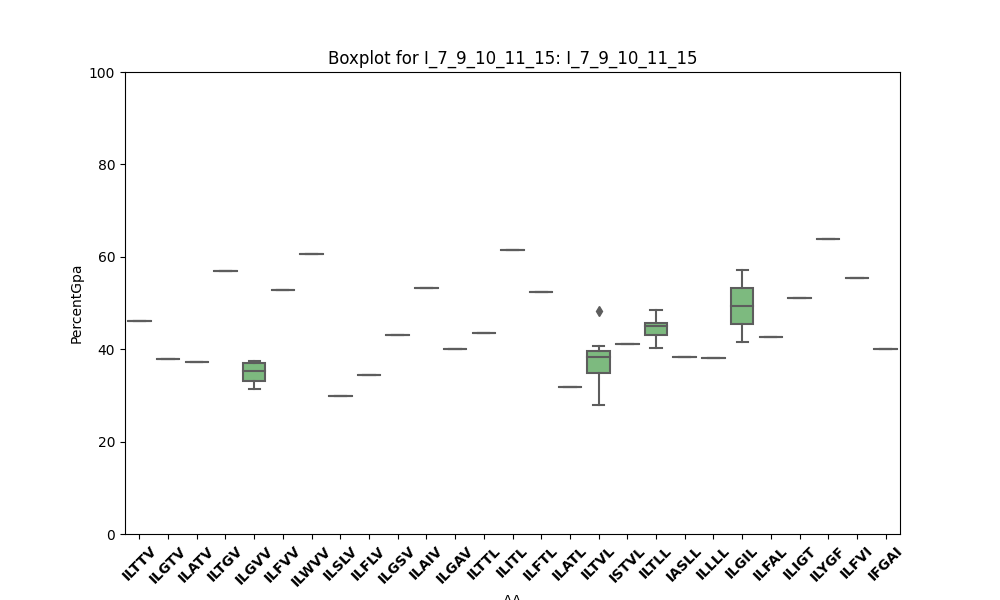 Boxplot for I_7_9_10_11_15: I_7_9_10_11_15
PercentGpa
100
80
60
40
20
0
ILTTV
ILGTV
ILATV
ILTGV
ILGVV
ILFVV
ILWVV
ILSLV
ILFLV
ILGSV
ILAIV
ILGAV
ILTTL
ILITL
ILFTL
ILATL
ILTVL
ISTVL
ILTLL
IASLL
ILLLL
ILGIL
ILFAL
ILIGT
ILYGF
ILFVI
IFGAI
AA